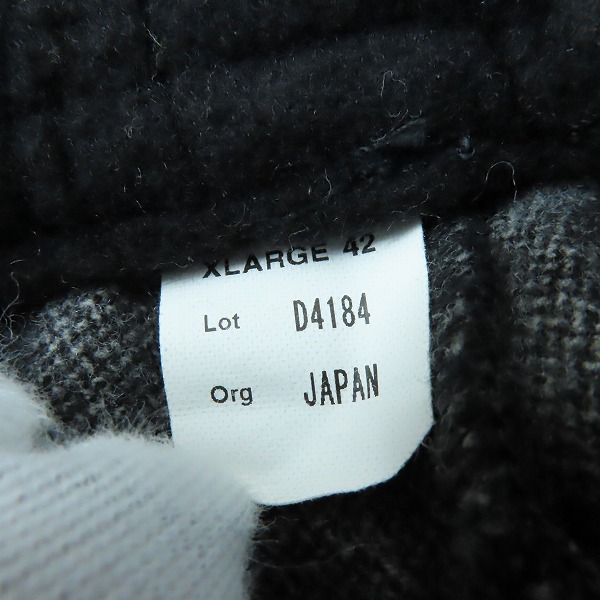 XLARGE 42
Lot D4184
Org JAPAN